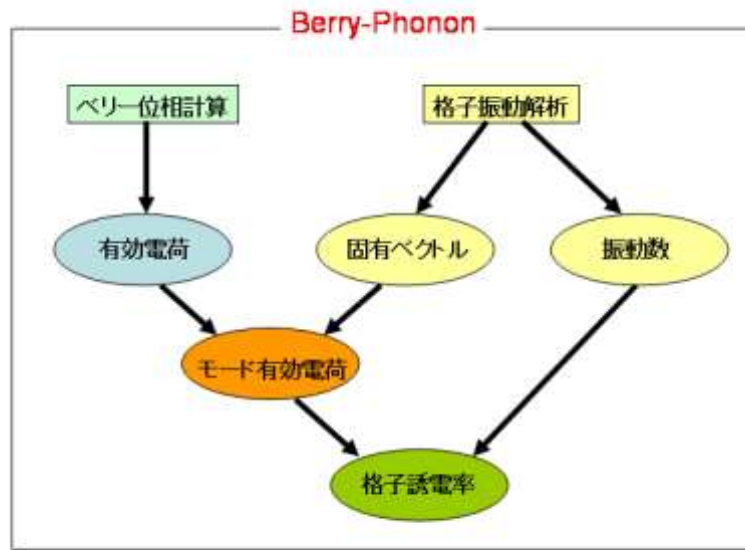 Berry-Phonon
ベリー位相計算
格子振動解析
有効電荷
固有ベクトル
振動数
モード有効電荷
格子誘電率